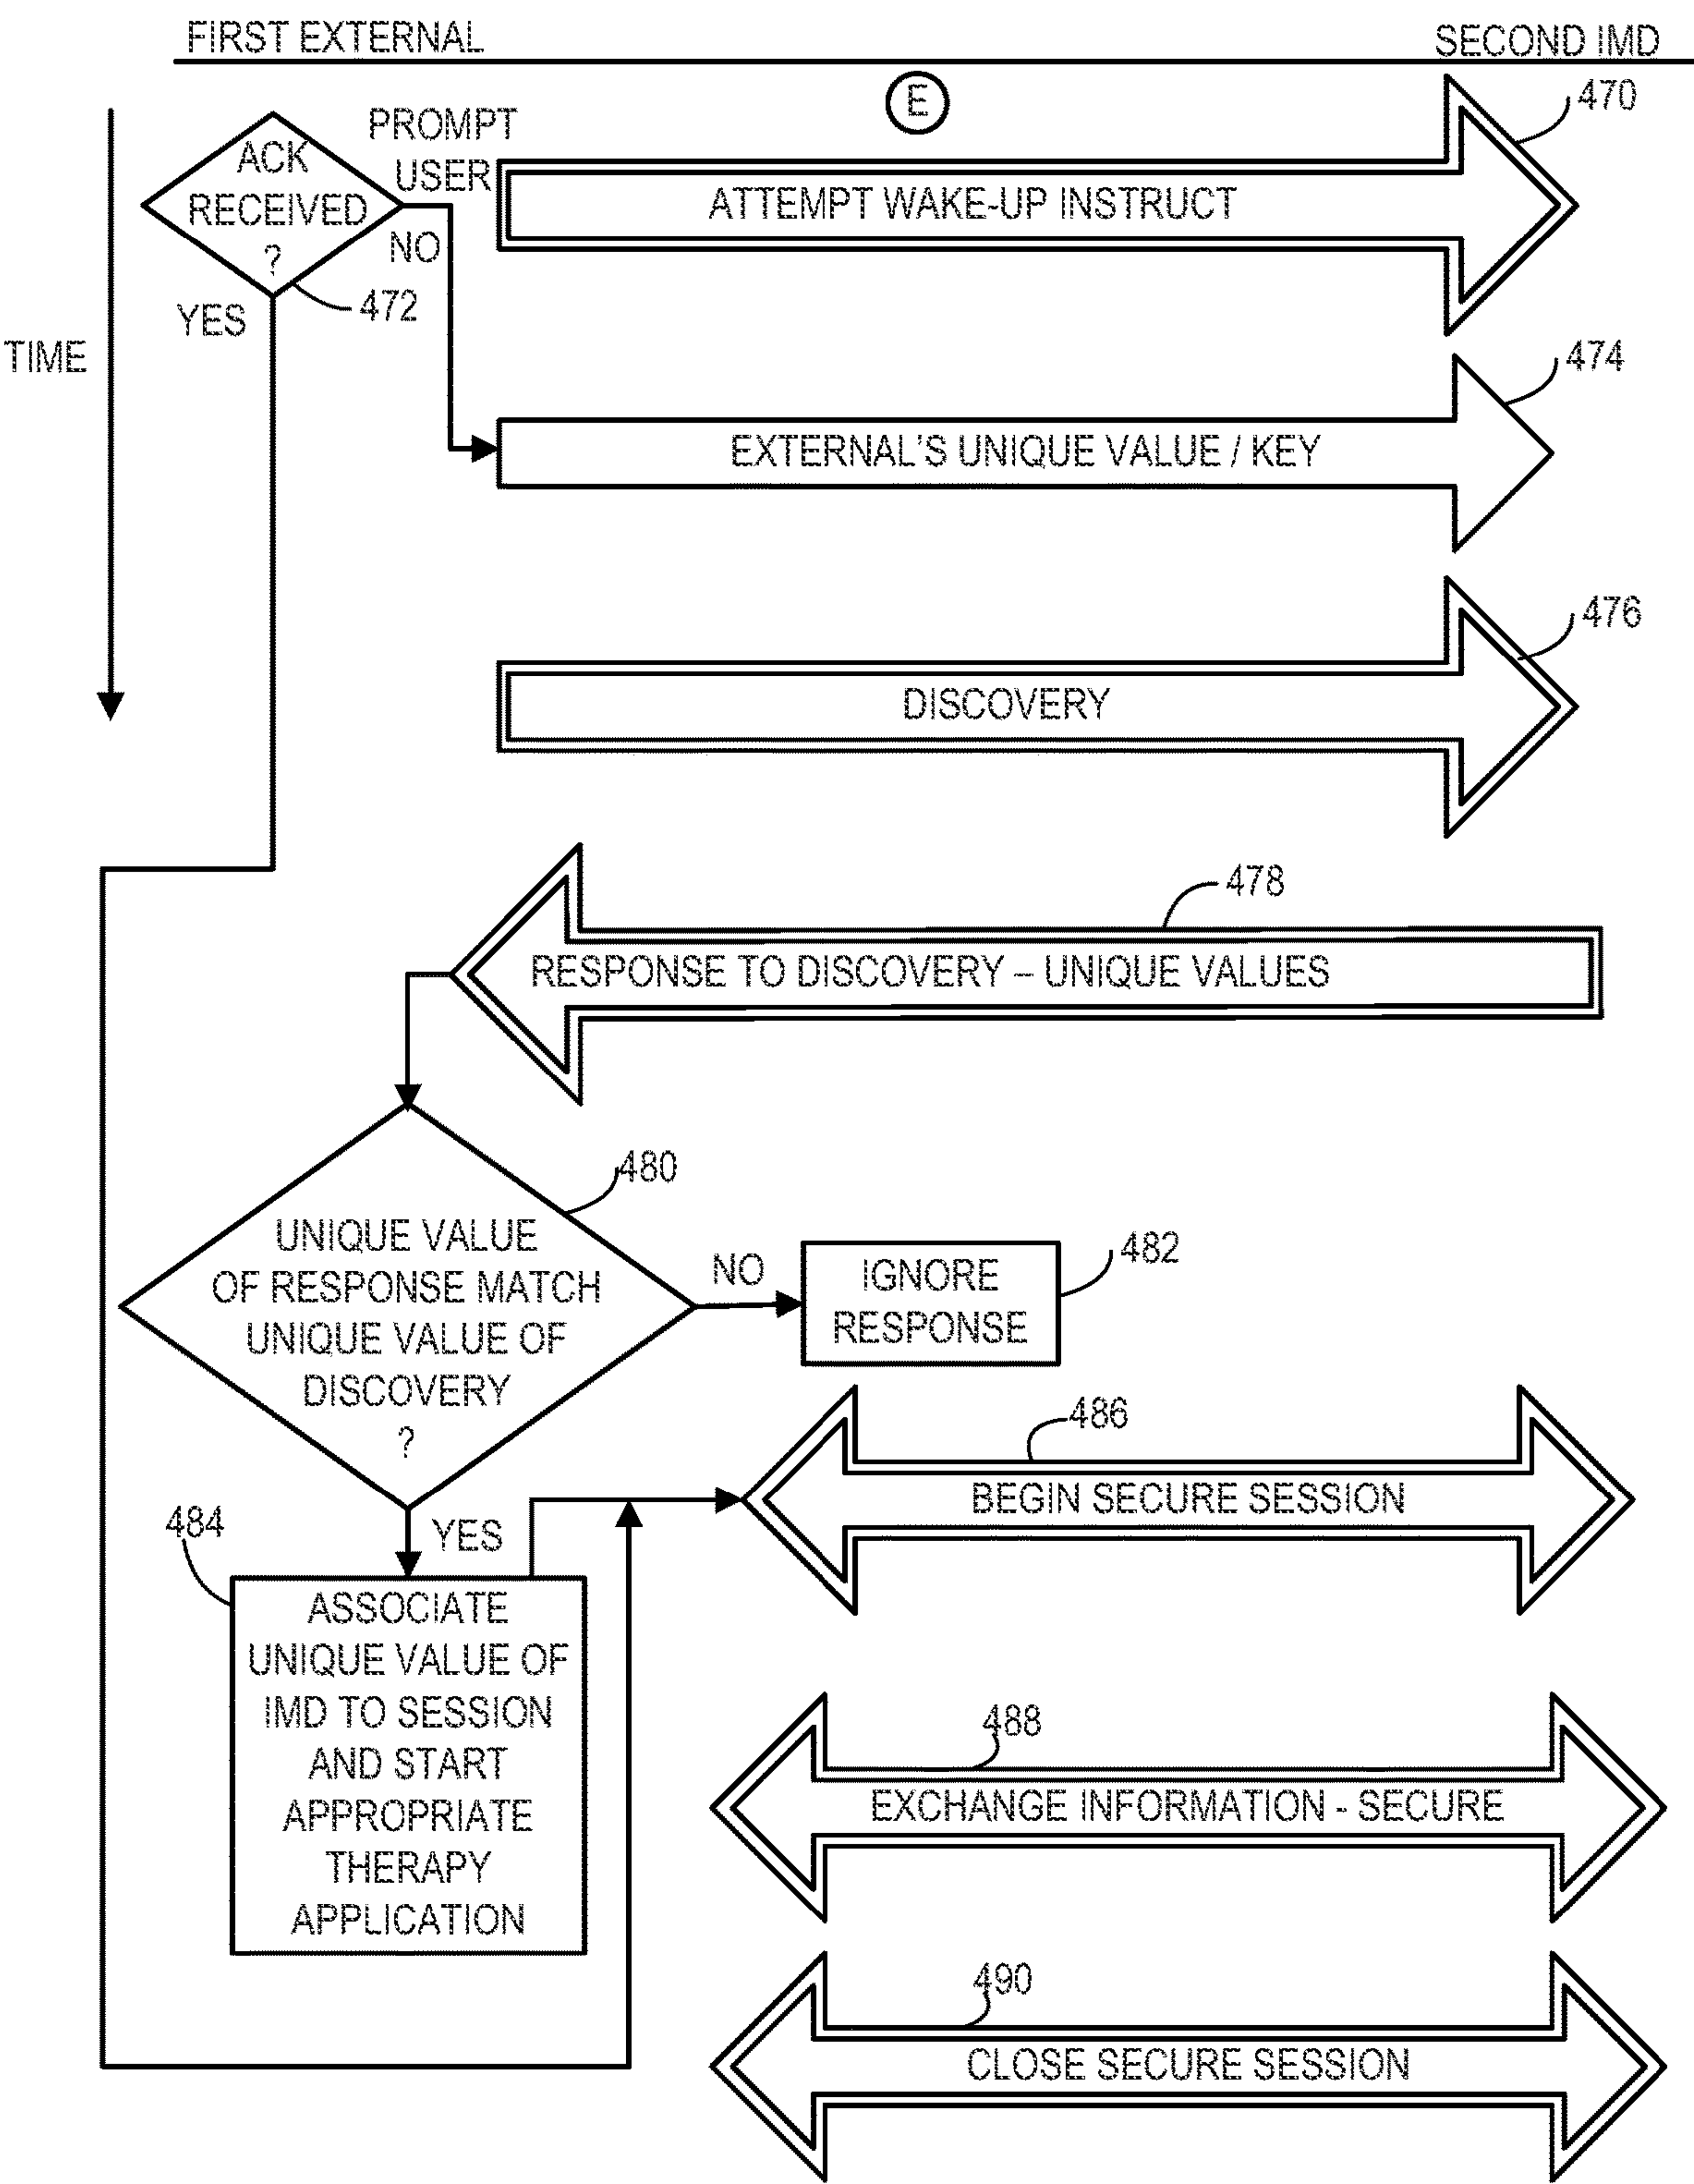 FIRST EXTERNAL
SECOND IMD
E
470
PROMPT
USER
ACK
RECEIVED
?
NO
YES
472
ATTEMPT WAKE-UP INSTRUCT
TIME
474
EXTERNAL'S UNIQUE VALUE / KEY
476
DISCOVERY
478
RESPONSE TO DISCOVERY – UNIQUE VALUES
480
UNIQUE VALUE
OF RESPONSE MATCH
UNIQUE VALUE OF
DISCOVERY
?
NO
482
IGNORE
RESPONSE
YES
484
ASSOCIATE
UNIQUE VALUE OF
IMD TO SESSION
AND START
APPROPRIATE
THERAPY
APPLICATION
486
BEGIN SECURE SESSION
488
EXCHANGE INFORMATION - SECURE
490
CLOSE SECURE SESSION